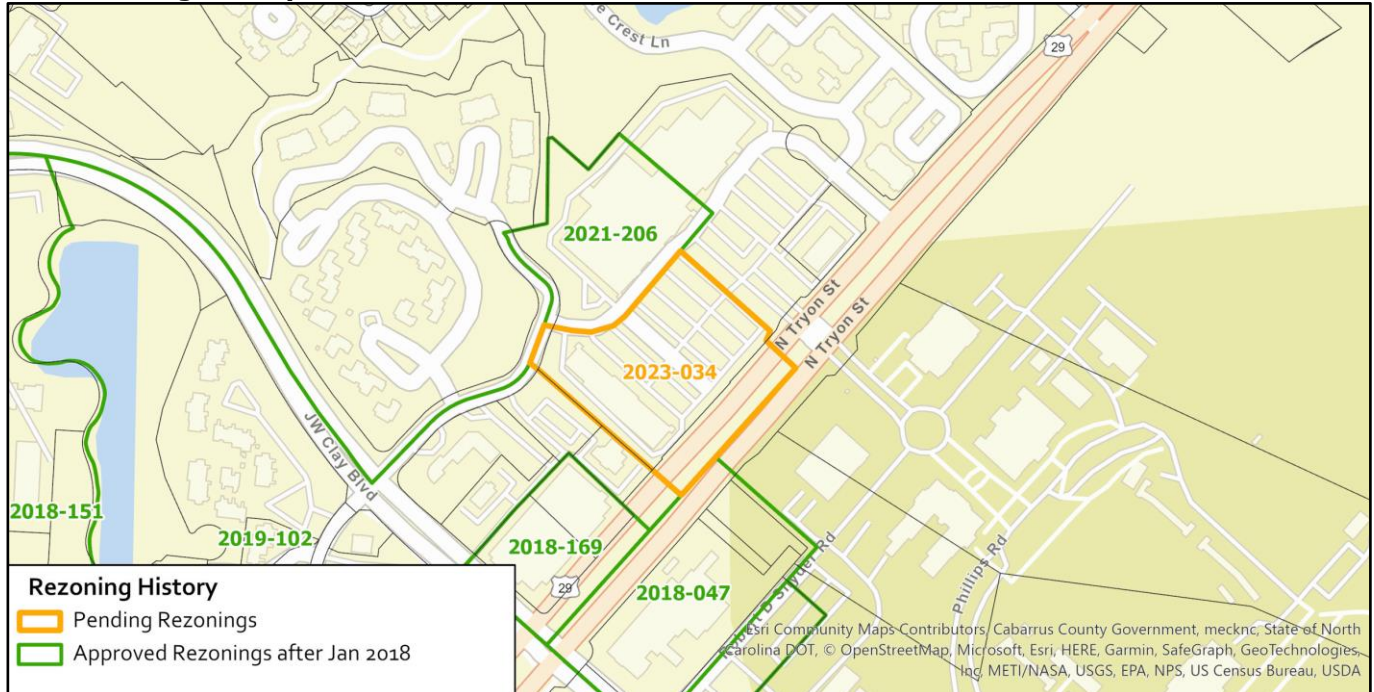 e Crest Ln
29
2021-206
N Tryon St
N Tryon St
2023-034
JW Clay Blvd
2018-151
2019-102
2018-169
29
2018-047
Robert D Snyder Rd
Phillips Rd
Rezoning History
Pending Rezonings
Approved Rezonings after Jan 2018
Esri Community Maps Contributors, Cabarrus County Government, mecknc, State of North
Carolina DOT, © OpenStreetMap, Microsoft, Esri, HERE, Garmin, SafeGraph, GeoTechnologies,
Inc, METI/NASA, USGS, EPA, NPS, US Census Bureau, USDA